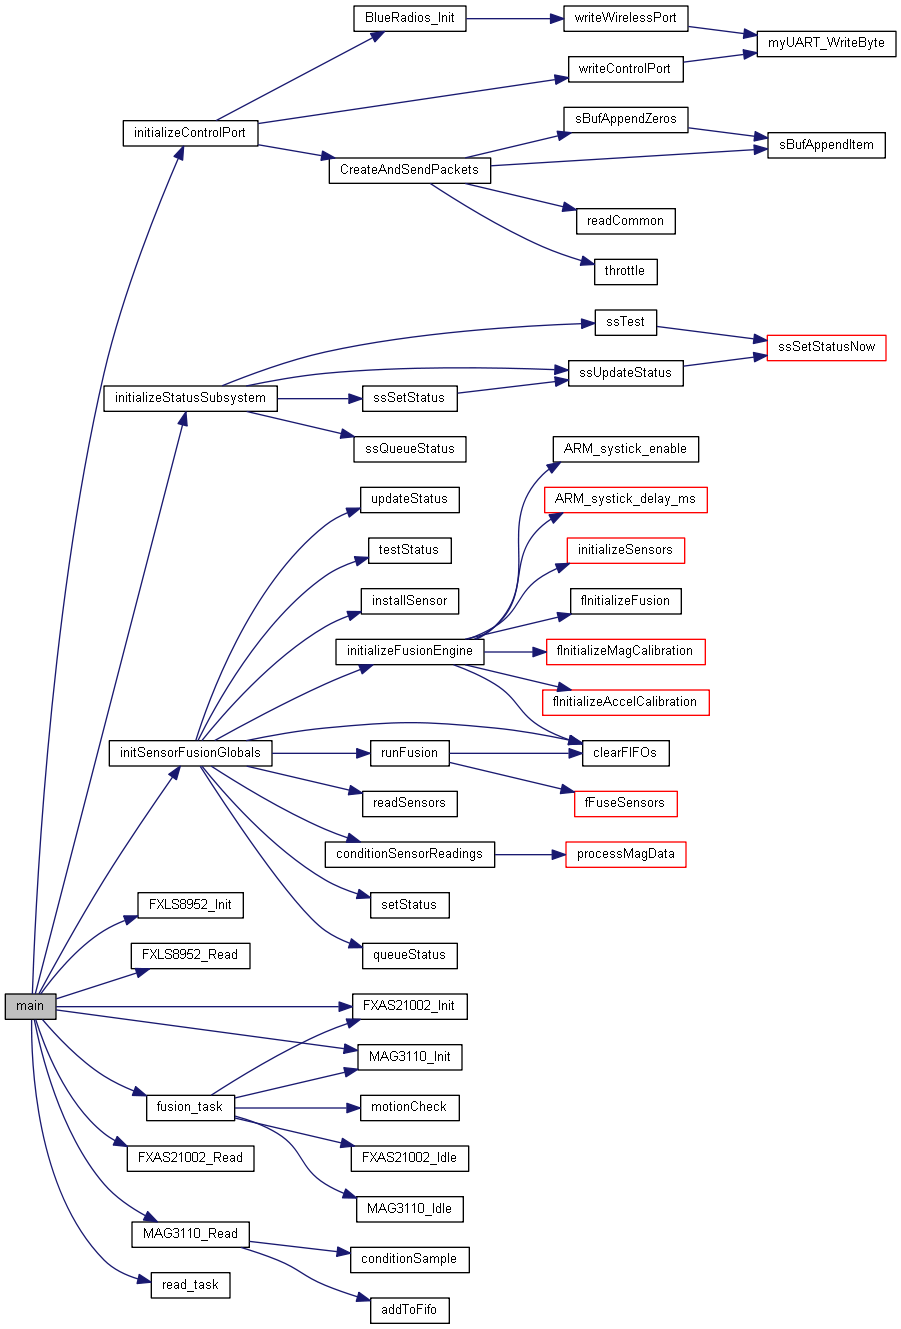 BlueRadios_Init
writeWirelessPort
myUART_WriteByte
writeControlPort
initializeControlPort
sBufAppendZeros
sBufAppendItem
CreateAndSendPackets
readCommon
throttle
ssTest
ssSetStatusNow
ssUpdateStatus
initializeStatusSubsystem
ssSetStatus
ssQueueStatus
ARM_systick_enable
updateStatus
ARM_systick_delay_ms
testStatus
initializeSensors
installSensor
fInitializeFusion
initializeFusionEngine
fInitializeMagCalibration
fInitializeAccelCalibration
initSensorFusionGlobals
runFusion
clearFIFOs
readSensors
fFuseSensors
conditionSensorReadings
processMagData
FXLS8952_Init
setStatus
FXLS8952_Read
queueStatus
main
FXAS21002_Init
MAG3110_Init
fusion_task
motionCheck
FXAS21002_Read
FXAS21002_Idle
MAG3110_Idle
MAG3110_Read
conditionSample
read_task
addToFifo